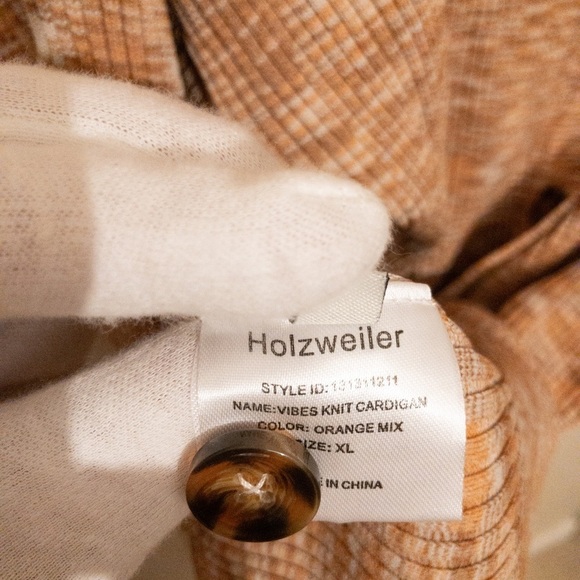 Holzweiler
STYLE ID:
NAME:VIBES KNIT CARDIGAN
COLOR: ORANGE MIX
SIZE: XL
IN CHINA